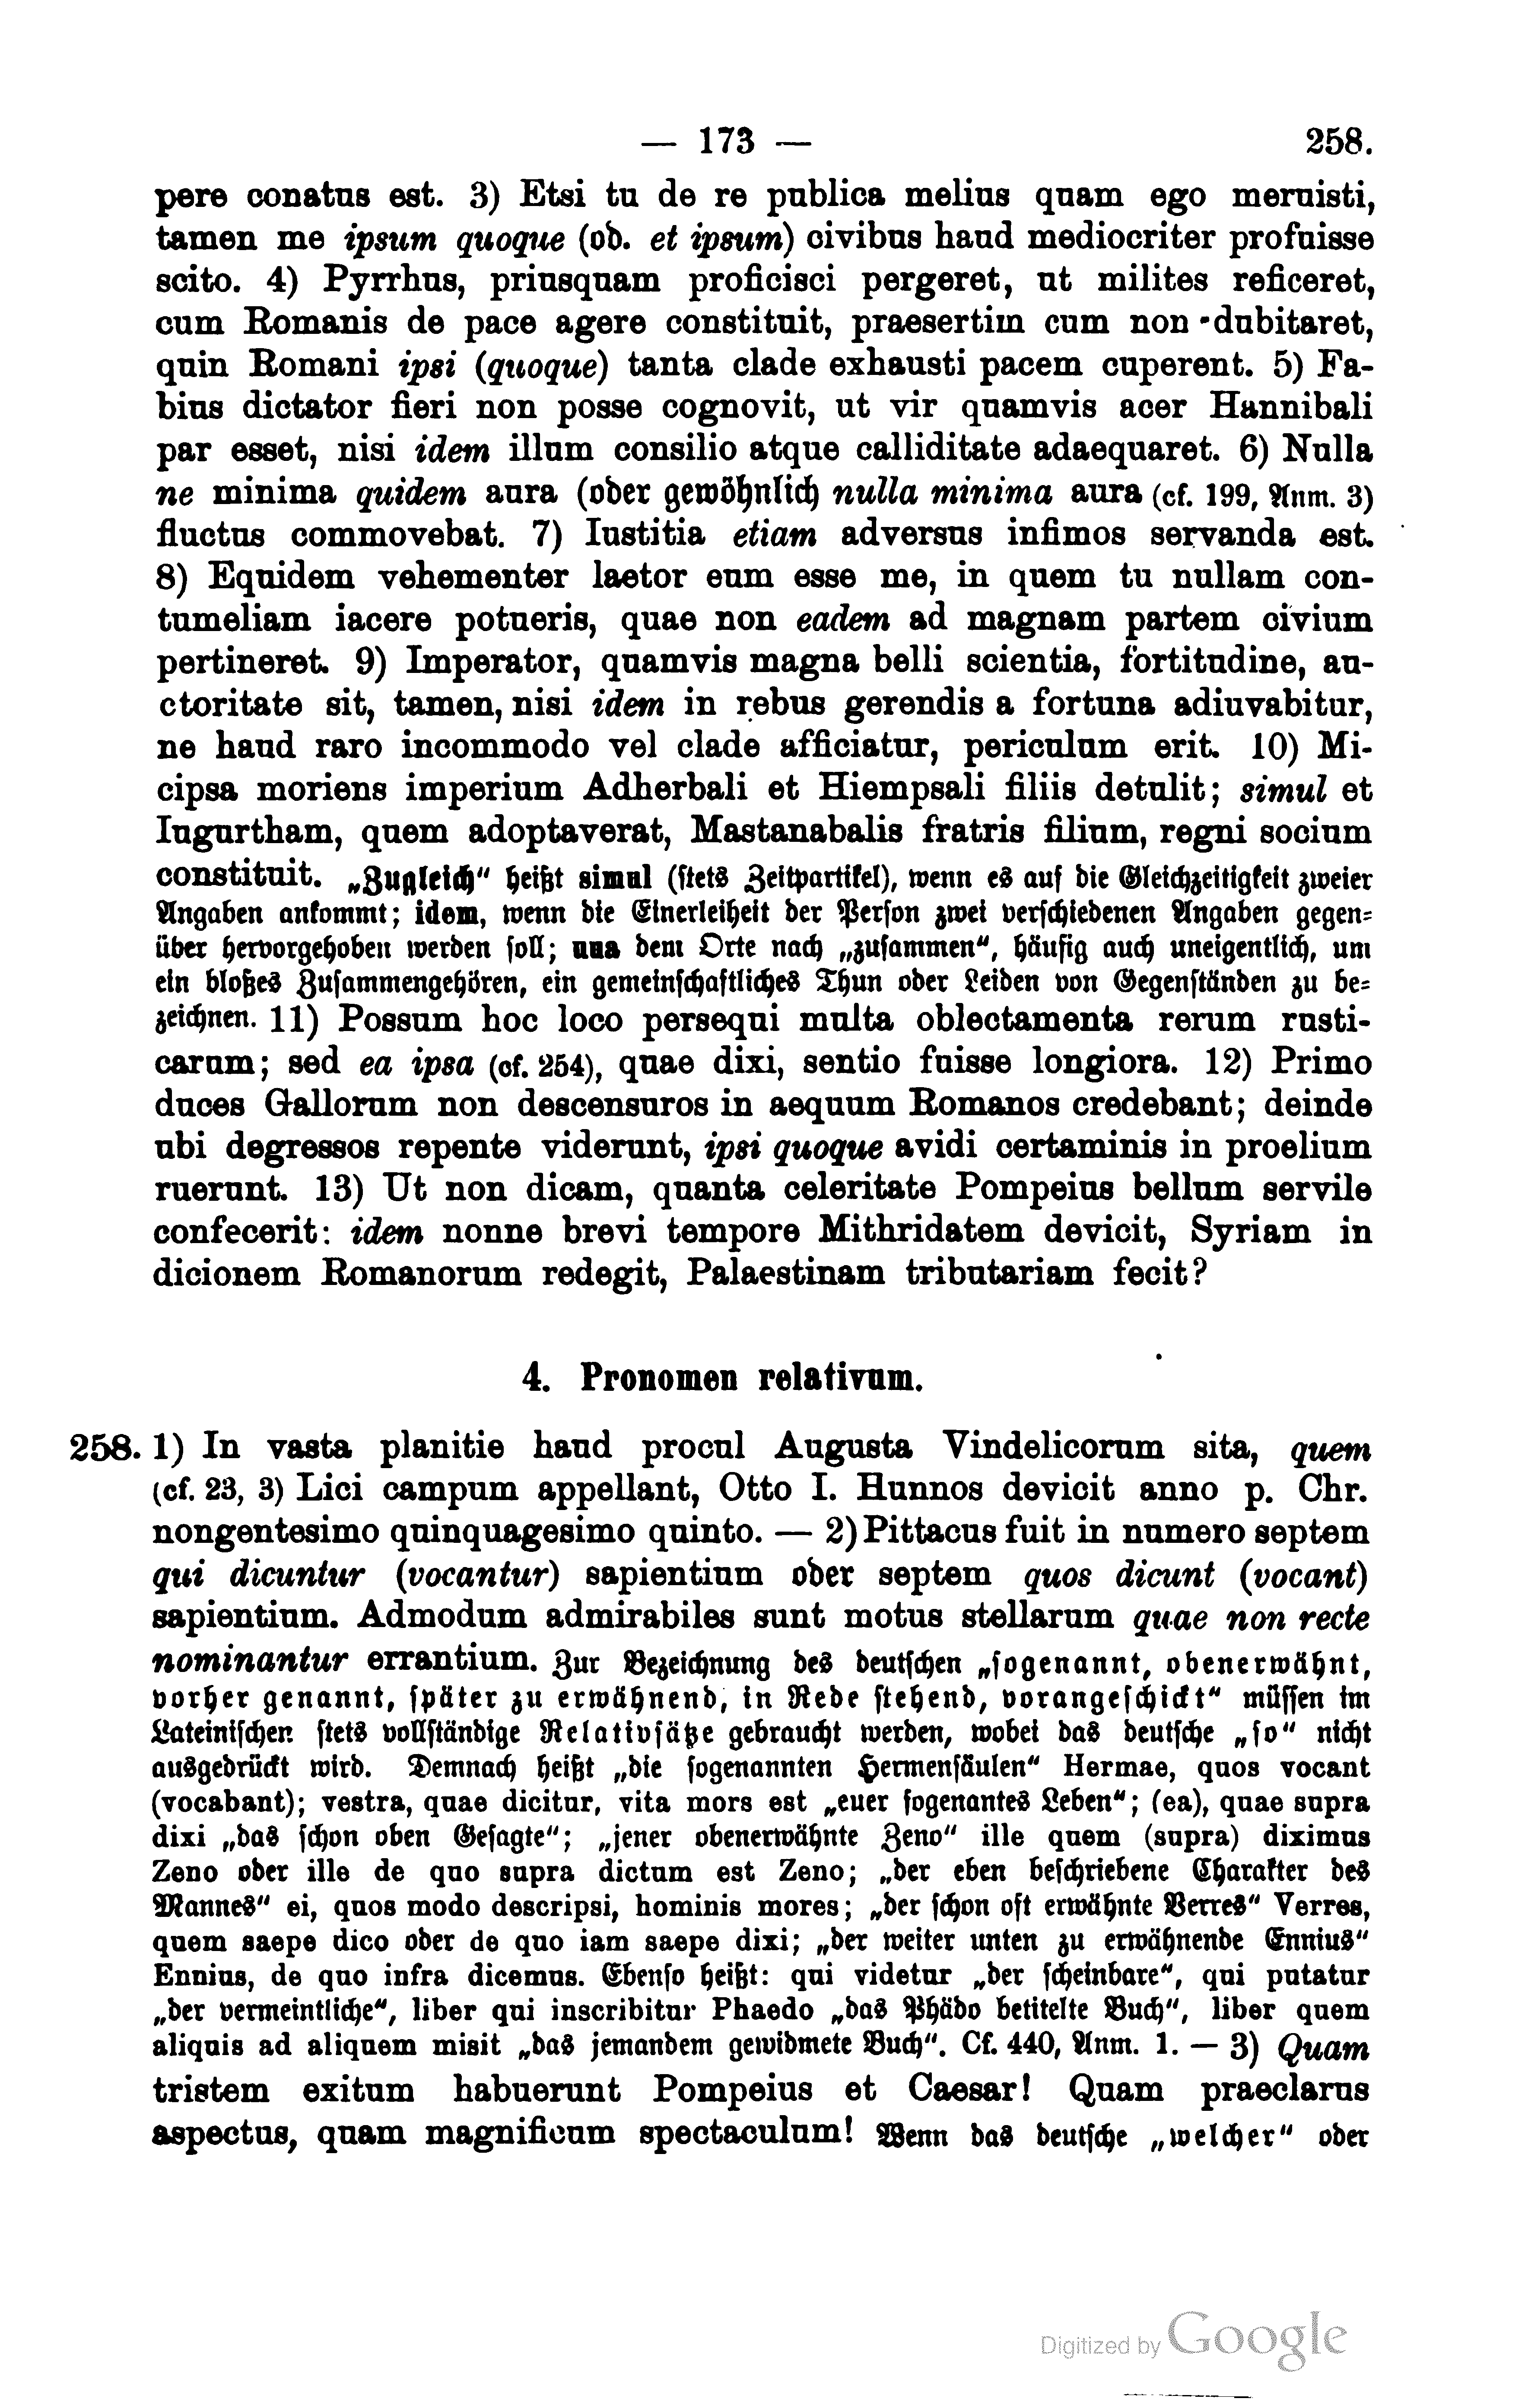 — 173 — 258.
pere conatus est. 3) Etsi tu de re publica melius quam ego meruisti,
tamen me ipsum quoque (ob. et ipsum) civibus haud mediocriter profuisse
scito. 4) Pyrrhus, priusquam proficisci pergeret, ut milites reficeret,
cum Romanis de pace agere constituit, praesertim cum non dubitaret,
quin Romani ipsi (quoque) tanta clade exhausti pacem cuperent. 5) Fa-
bius dictator fieri non posse cognovit, ut vir quamvis acer Hannibali
par esset, nisi idem illum consilio atque calliditate adaequaret. 6) Nulla
ne minima quidem aura (oder gewöhnlich nulla minima aura (cf. 199, Anm. 3)
fluctus commovebat. 7) Iustitia etiam adversus infimos servanda est.
8) Equidem vehementer laetor eum esse me, in quem tu nullam con-
tumeliam iacere potueris, quae non eadem ad magnam partem civium
pertineret. 9) Imperator, quamvis magna belli scientia, fortitudine, au-
ctoritate sit, tamen, nisi idem in rebus gerendis a fortuna adiuvabitur,
ne haud raro incommodo vel clade afficiatur, periculum erit. 10) Mi-
cipsa moriens imperium Adherbali et Hiempsali filiis detulit; simul et
Iugurtham, quem adoptaverat, Mastanabalis fratris filium, regni socium
constituit. „Zugleich“ heißt simul (stets Zeitpartikel), wenn es auf die Gleichzeitigkeit zweier
Angaben ankommt; idem, wenn die Einerleiheit der Person zwei verschiedenen Angaben gegen-
über hervorgehoben werden soll; una dem Orte nach „zusammen“, häufig auch uneigentlich, um
ein bloßes Zusammengehören, ein gemeinschaftliches Thun oder Leiden von Gegenständen zu be-
zeichnen. 11) Possum hoc loco persequi multa oblectamenta rerum rusti-
carum; sed ea ipsa (cf. 254), quae dixi, sentio fuisse longiora. 12) Primo
duces Gallorum non descensuros in aequum Romanos credebant; deinde
ubi degressos repente viderunt, ipsi quoque avidi certaminis in proelium
ruerunt. 13) Ut non dicam, quanta celeritate Pompeius bellum servile
confecerit: idem nonne brevi tempore Mithridatem devicit, Syriam in
dicionem Romanorum redegit, Palaestinam tributariam fecit?
4. Pronomen relativum.
258. 1) In vasta planitie haud procul Augusta Vindelicorum sita, quem
(cf. 23, 3) Lici campum appellant, Otto I. Hunnos devicit anno p. Chr.
nongentesimo quinquagesimo quinto. — 2) Pittacus fuit in numero septem
qui dicuntur (vocantur) sapientium oder septem quos dicunt (vocant)
sapientium. Admodum admirabiles sunt motus stellarum quae non recte
nominantur errantium. Zur Bezeichnung des deutschen „sogenannt, obenerwähnt,
vorher genannt, später zu erwähnend, in Rede stehend, vorangeschickt“ müssen im
Lateinischen stets vollständige Relativsätze gebraucht werden, wobei das deutsche „so“ nicht
ausgedrückt wird. Demnach heißt „die sogenannten Hermensäulen“ Hermae, quos vocant
(vocabant); vestra, quae dicitur, vita mors est „euer sogenantes Leben“; (ea), quae supra
dixi „das schon oben Gesagte“; „jener obenerwähnte Zeno“ ille quem (supra) diximus
Zeno oder ille de quo supra dictum est Zeno; „der eben beschriebene Charakter des
Mannes“ ei, quos modo descripsi, hominis mores; „der schon oft erwähnte Verres“ Verres,
quem saepe dico oder de quo iam saepe dixi; „der weiter unten zu erwähnende Ennius“
Ennius, de quo infra dicemus. Ebenso heißt: qui videtur „der scheinbare“, qui putatur
„der vermeintliche“, liber qui inscribitur Phaedo „das Phädo betitelte Buch“, liber quem
aliquis ad aliquem misit „das jemandem gewidmete Buch“. Cf. 440, Anm. 1. — 3) Quam
tristem exitum habuerunt Pompeius et Caesar! Quam praeclarus
aspectus, quam magnificum spectaculum! Wenn das deutsche „welcher“ oder
Digitized by Google